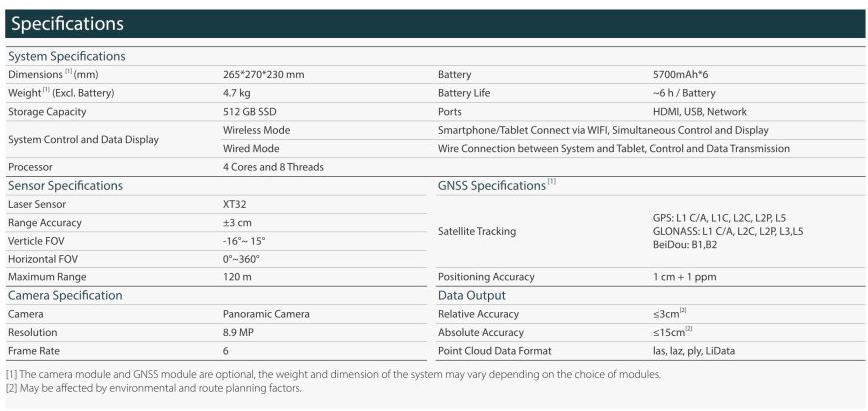 Specifications
System Specifications
Dimensions [1] (mm) 265*270*230 mm Battery 5700mAh*6
Weight [1] (Excl. Battery) 4.7 kg Battery Life ~6 h / Battery
Storage Capacity 512 GB SSD Ports HDMI, USB, Network
System Control and Data Display
Wireless Mode Smartphone/Tablet Connect via WIFI, Simultaneous Control and Display
Wired Mode Wire Connection between System and Tablet, Control and Data Transmission
Processor 4 Cores and 8 Threads
Sensor Specifications
Laser Sensor XT32
Range Accuracy ±3 cm
Verticle FOV -16°~ 15°
Horizontal FOV 0°~360°
Maximum Range 120 m
GNSS Specifications [1]
Satellite Tracking
GPS: L1 C/A, L1C, L2C, L2P, L5
GLONASS: L1 C/A, L2C, L2P, L3,L5
BeiDou: B1,B2
Positioning Accuracy 1 cm + 1 ppm
Camera Specification
Camera Panoramic Camera
Resolution 8.9 MP
Frame Rate 6
Data Output
Relative Accuracy ≤3cm[2]
Absolute Accuracy ≤15cm[2]
Point Cloud Data Format las, laz, ply, LiData
[1] The camera module and GNSS module are optional, the weight and dimension of the system may vary depending on the choice of modules.
[2] May be affected by environmental and route planning factors.